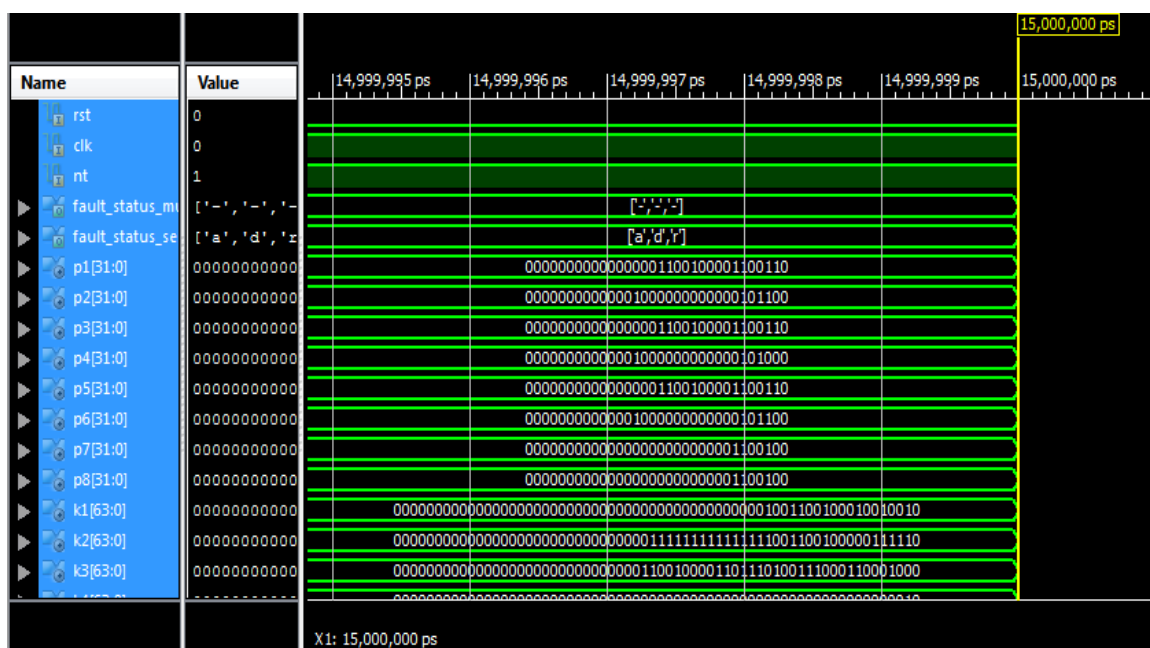 15,000,000 ps
Name Value 14,999,995 ps 14,999,996 ps 14,999,997 ps 14,999,998 ps 14,999,999 ps 15,000,000 ps
rst 0
clk 0
nt 1
fault_status_mu ['-','-','- ['-','-','-']
fault_status_se ['a','d','r ['a','d','r']
p1[31:0] 00000000000 00000000000000001100100001100110
p2[31:0] 00000000000 00000000000001000000000000101100
p3[31:0] 00000000000 00000000000000001100100001100110
p4[31:0] 00000000000 00000000000001000000000000101000
p5[31:0] 00000000000 00000000000000001100100001100110
p6[31:0] 00000000000 00000000000001000000000000101100
p7[31:0] 00000000000 00000000000000000000000001100100
p8[31:0] 00000000000 00000000000000000000000001100100
k1[63:0] 00000000000 0000000000000000000000000000000000000000000100110010001001 0010
k2[63:0] 00000000000 0000000000000000000000000000000111111111111111001100100000111110
k3[63:0] 00000000000 0000000000000000000000000000001100100001101110100111000110001000
X1: 15,000,000 ps